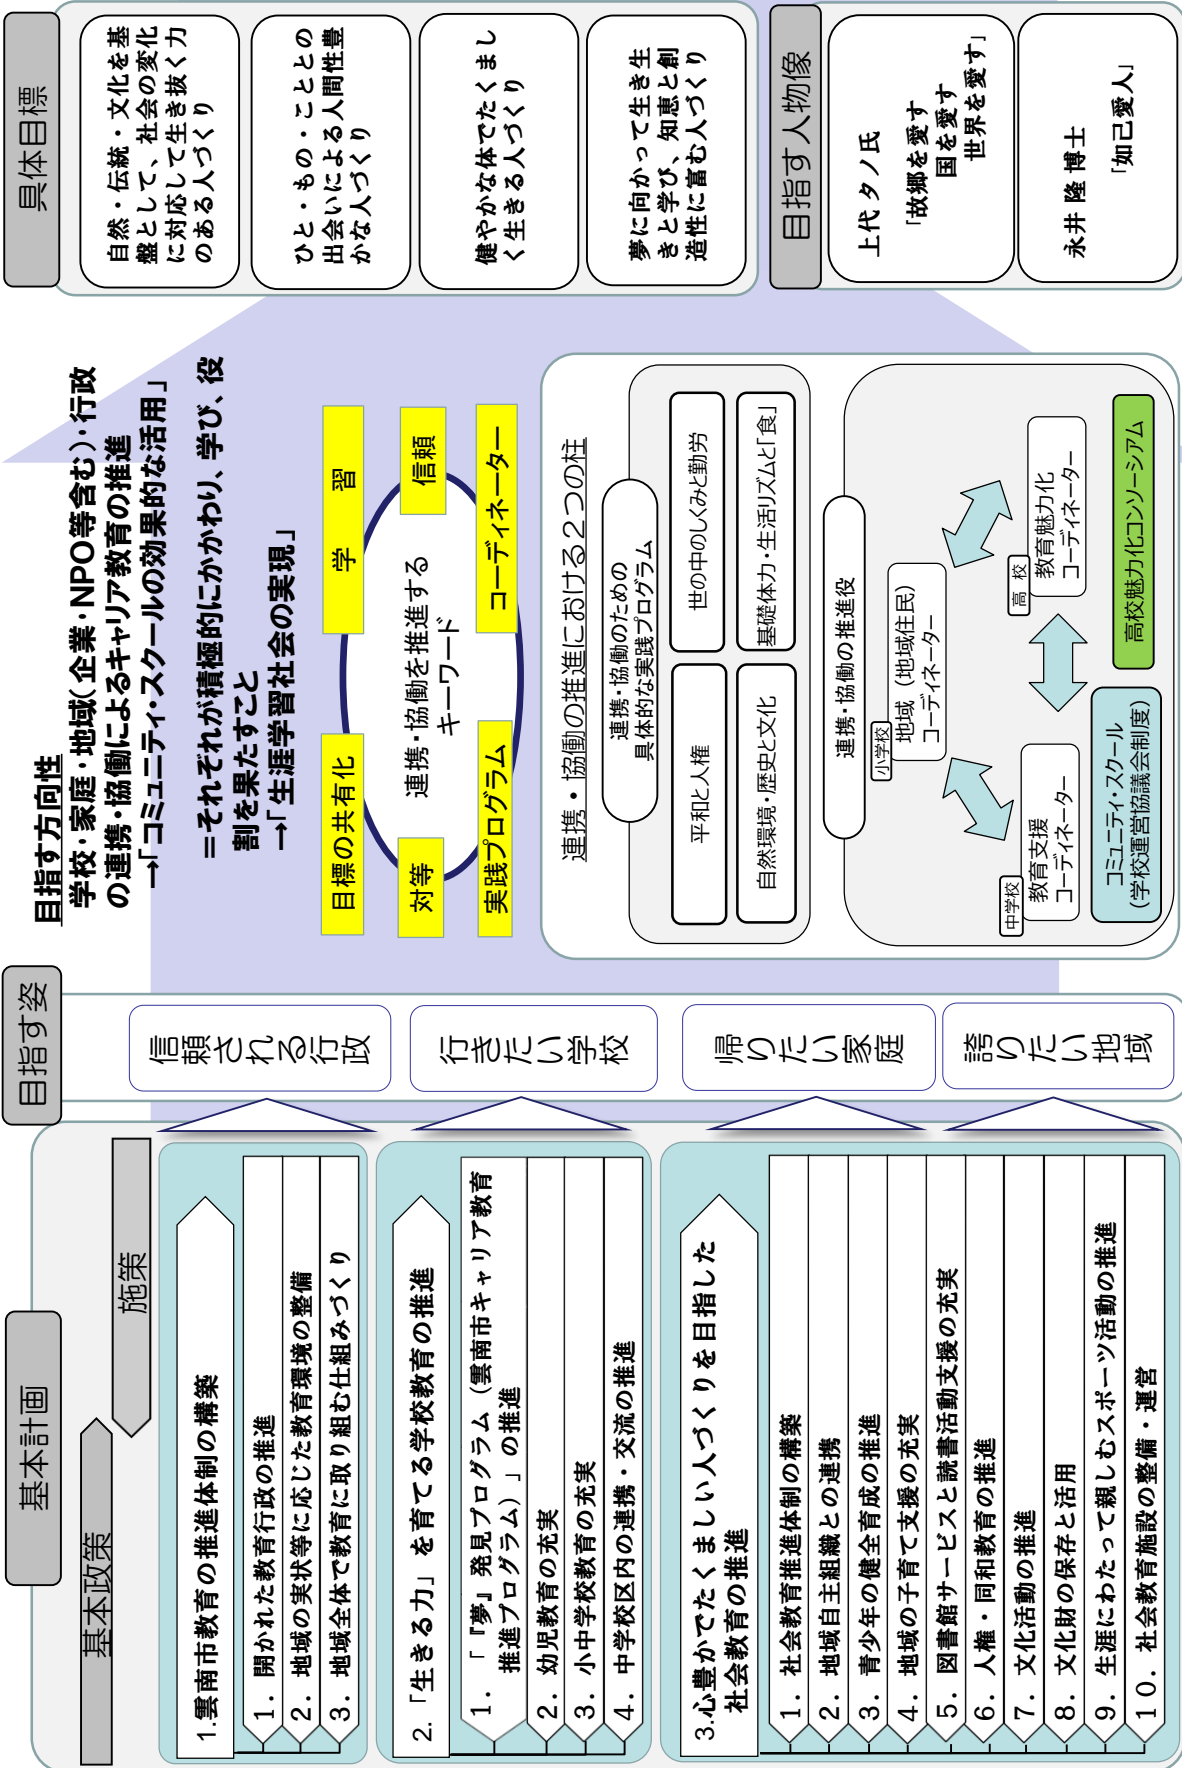 基本計画
基本政策
施策
1.雲南市教育の推進体制の構築
1．開かれた教育行政の推進
2．地域の実状等に応じた教育環境の整備
3．地域全体で教育に取り組む仕組みづくり
2.「生きる力」を育てる学校教育の推進
1．「『夢』発見プログラム（雲南市キャリア教育
推進プログラム）」の推進
2．幼児教育の充実
3．小中学校教育の充実
4．中学校区内の連携・交流の推進
3.心豊かでたくましい人づくりを目指した
社会教育の推進
1．社会教育推進体制の構築
2．地域自主組織との連携
3．青少年の健全育成の推進
4．地域の子育て支援の充実
5．図書館サービスと読書活動支援の充実
6．人権・同和教育の推進
7．文化活動の推進
8．文化財の保存と活用
9．生涯にわたって親しむスポーツ活動の推進
10．社会教育施設の整備・運営
目指す姿
信頼される行政
行きたい学校
帰りたい家庭
誇りたい地域
目指す方向性
学校・家庭・地域（企業・NPO等含む）・行政
の連携・協働によるキャリア教育の推進
→「コミュニティ・スクールの効果的な活用」
＝それぞれが積極的にかかわり、学び、役
割を果たすこと
→「生涯学習社会の実現」
目標の共有化
学　習
対等
連携・協働を推進する
キーワード
信頼
実践プログラム
コーディネーター
連携・協働の推進における2つの柱
連携・協働のための
具体的な実践プログラム
平和と人権
世の中のしくみと勤労
自然環境・歴史と文化
基礎体力・生活リズムと「食」
連携・協働の推進役
小学校
地域（地域住民）
コーディネーター
中学校
教育支援
コーディネーター
高　校
教育魅力化
コーディネーター
コミュニティ・スクール
（学校運営協議会制度）
高校魅力化コンソーシアム
具体目標
自然・伝統・文化を基
盤として、社会の変化
に対応して生き抜く力
のある人づくり
ひと・もの・こととの
出会いによる人間性豊
かな人づくり
健やかな体でたくまし
く生きる人づくり
夢に向かって生き生
きと学び、知恵と創
造性に富む人づくり
目指す人物像
上代 タノ氏
「故郷を愛す
国を愛す
世界を愛す」
永井 隆 博士
「如己愛人」